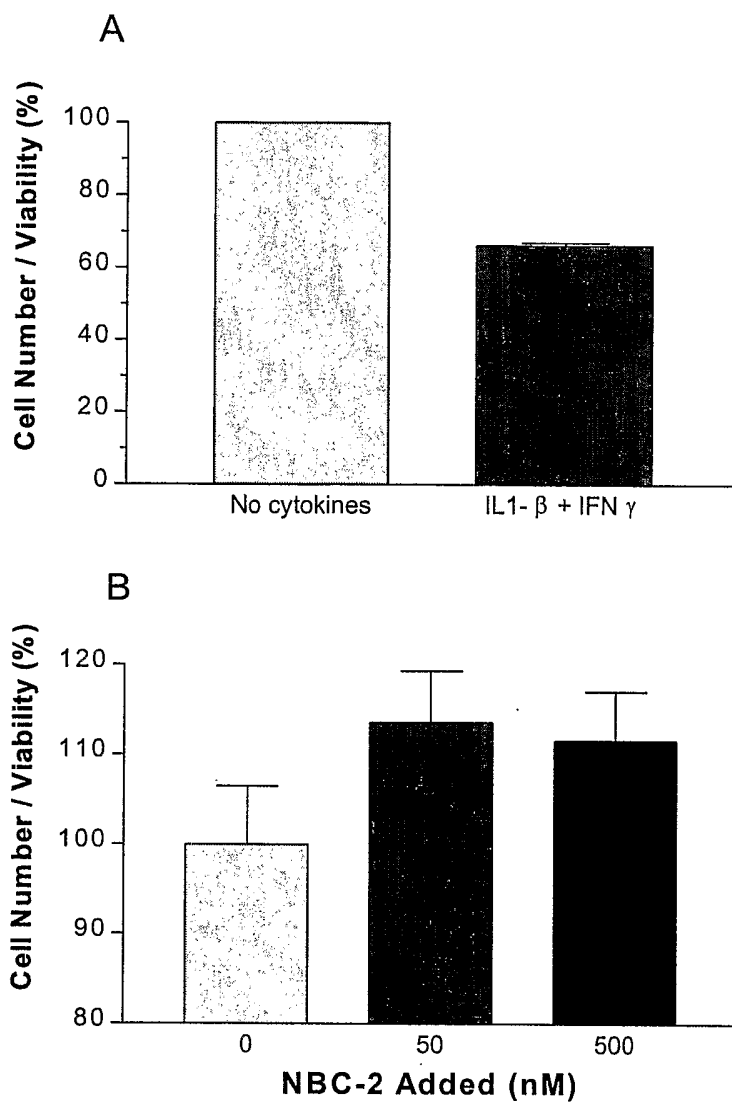 A
Cell Number / Viability (%)
100
80
60
40
20
0
No cytokines
IL1- β + IFN γ
B
Cell Number / Viability (%)
120
110
100
90
80
0
50
500
NBC-2 Added (nM)